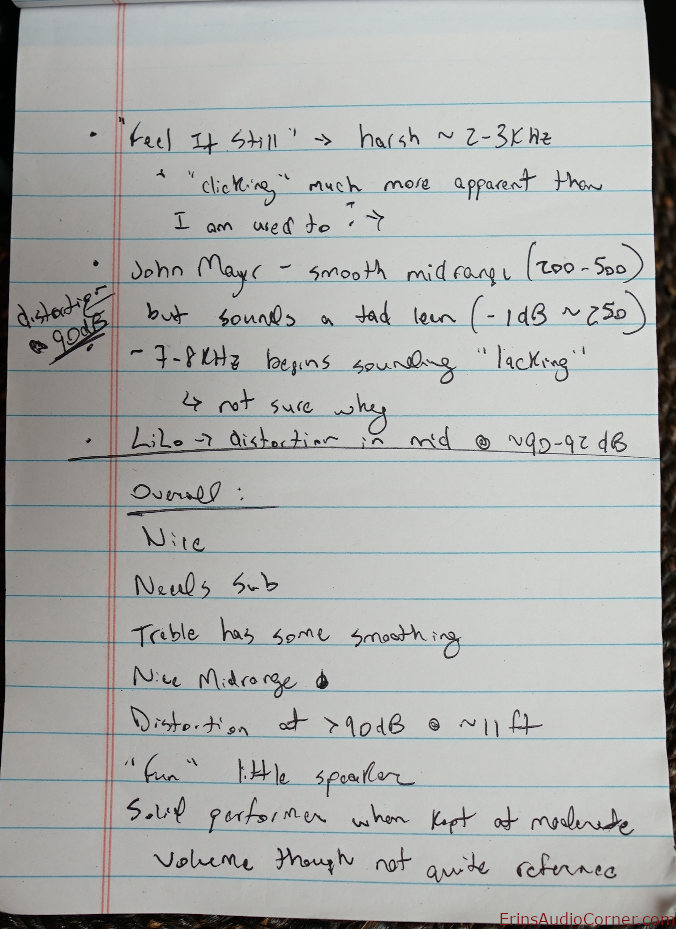 • "Feel It Still" → harsh ~ 2-3KHz
* "clicking" much more apparent than
I am used to ? →
• John Mayer - smooth midrange (200-500)
distortion
@ 90dB
but sounds a tad lean (-1dB ~250)
- 7-8KHz begins sounding "lacking"
↳ not sure why
• LiLo → distortion in mid @ ~90-92 dB
Overall:
Nice
Needs Sub
Treble has some smoothing
Nice Midrange
Distortion at >90dB @ ~11ft
"fun" little speaker
Solid performer when kept at moderate
volume though not quite reference
ErinsAudioCorner.com